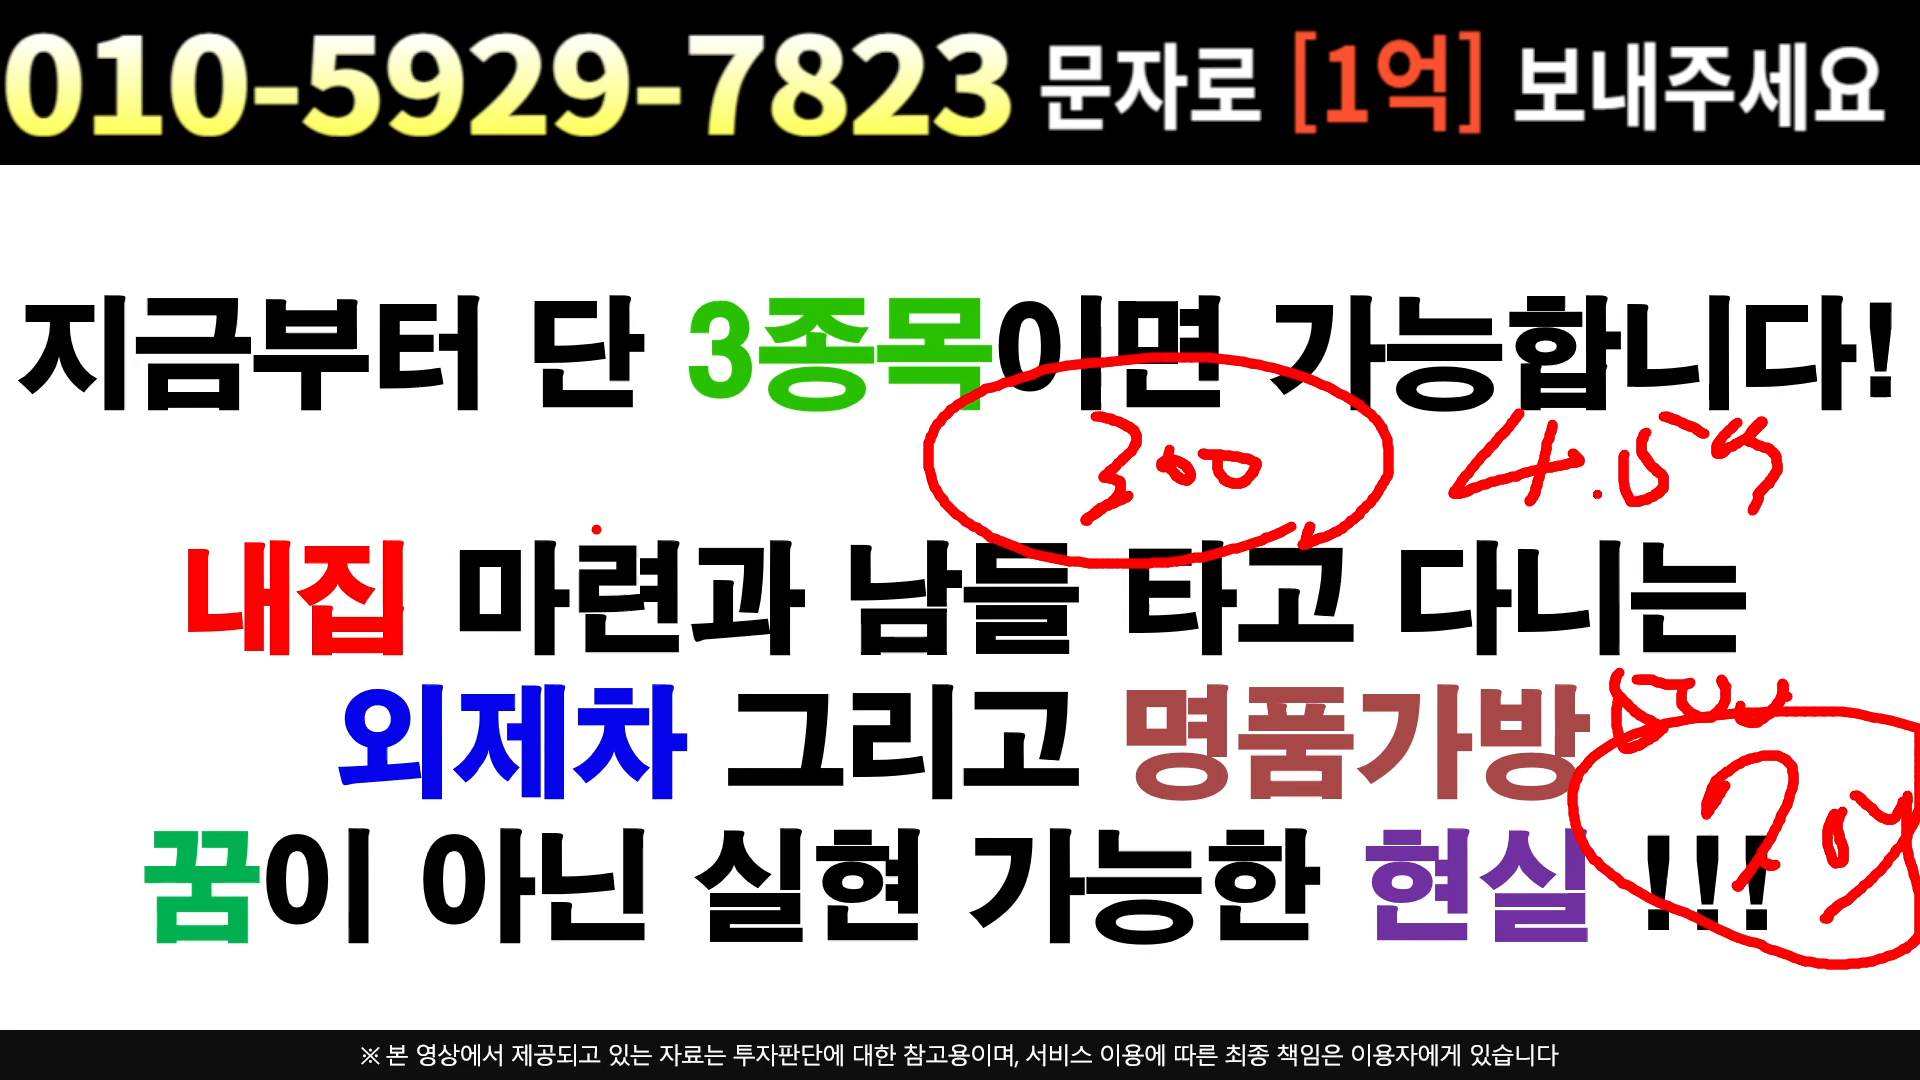 010-5929-7823 문자로 [1억] 보내주세요
지금부터 단 3종목이면 가능합니다!
300
4.5억
내집 마련과 남들 타고 다니는
외제차 그리고 명품가방
500
꿈이 아닌 실현 가능한 현실 !!!
※ 본 영상에서 제공되고 있는 자료는 투자판단에 대한 참고용이며, 서비스 이용에 따른 최종 책임은 이용자에게 있습니다